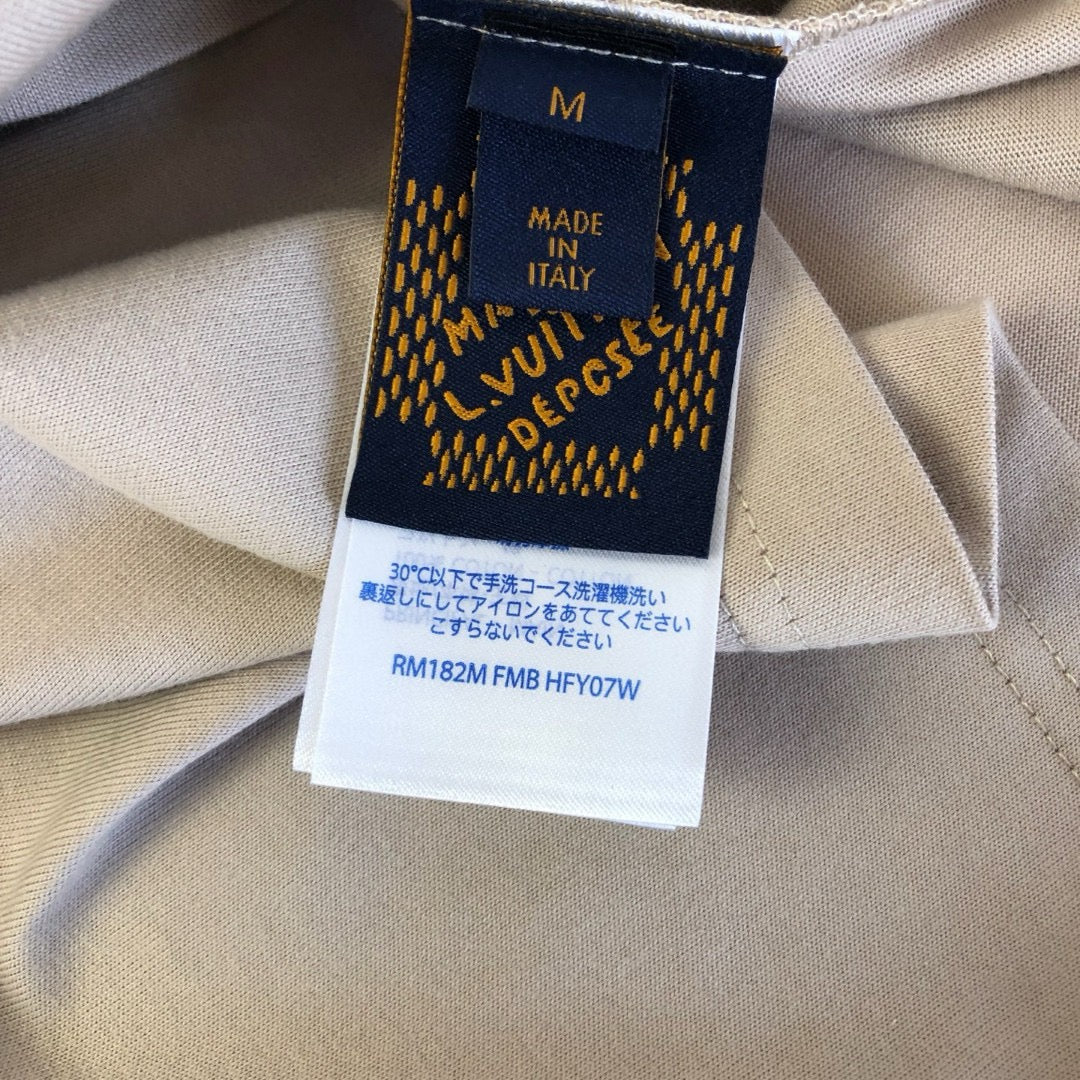 M
MADE
IN
ITALY
L.VUIT
DÉPOSÉE
30°C以下で手洗コース洗濯機洗い
裏返しにしてアイロンをあててください
こすらないでください
RM182M FMB HFY07W